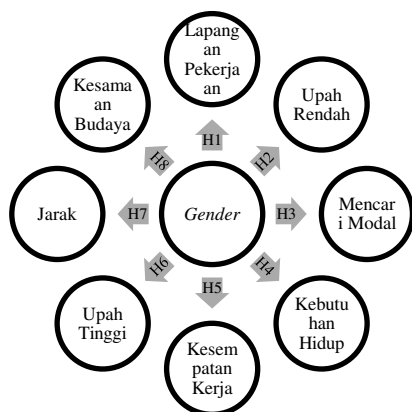 Lapang
an
Pekerja
an
Kesama
an
Budaya
Upah
Rendah
H8
H1
H2
Jarak
H7
Gender
H3
Mencar
i Modal
H6
H5
H4
Upah
Tinggi
Kebutu
han
Hidup
Kesem
patan
Kerja